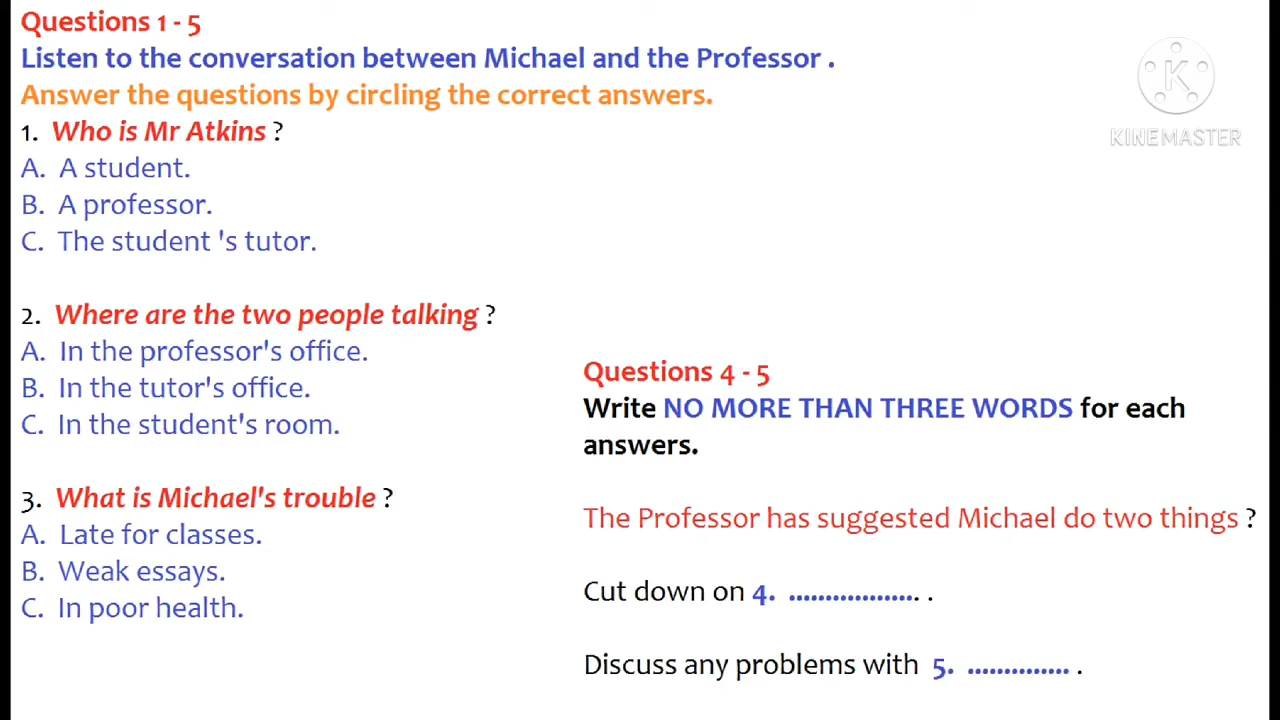 Questions 1 - 5
Listen to the conversation between Michael and the Professor .
Answer the questions by circling the correct answers.
1. Who is Mr Atkins ?
A. A student.
B. A professor.
C. The student 's tutor.
2. Where are the two people talking ?
A. In the professor's office.
B. In the tutor's office.
C. In the student's room.
3. What is Michael's trouble ?
A. Late for classes.
B. Weak essays.
C. In poor health.
Questions 4 - 5
Write NO MORE THAN THREE WORDS for each
answers.
The Professor has suggested Michael do two things ?
Cut down on 4. .................. .
Discuss any problems with 5. .............. .
K
KINEMASTER